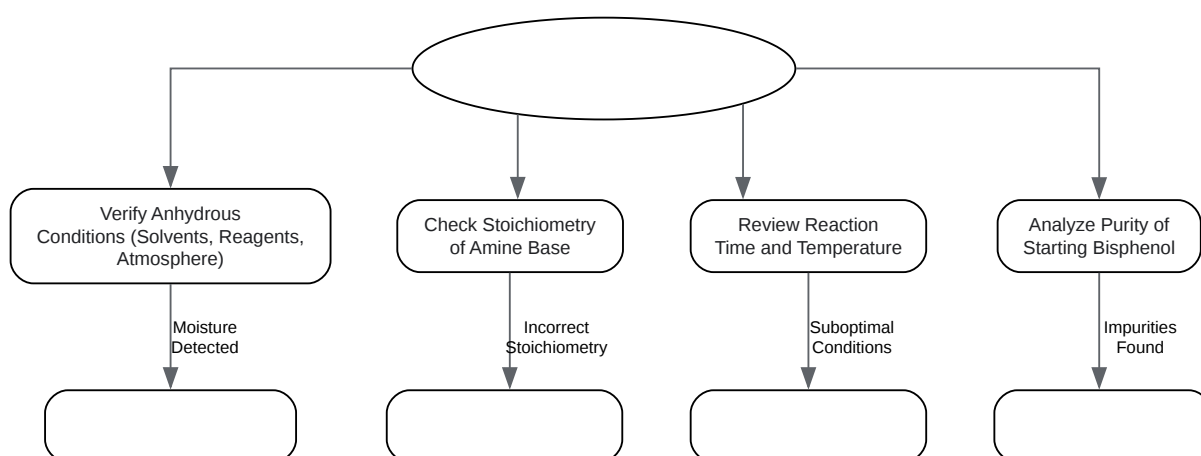 Verify Anhydrous
Conditions (Solvents, Reagents,
Atmosphere)
Check Stoichiometry
of Amine Base
Review Reaction
Time and Temperature
Analyze Purity of
Starting Bisphenol
Moisture
Detected
Incorrect
Stoichiometry
Suboptimal
Conditions
Impurities
Found